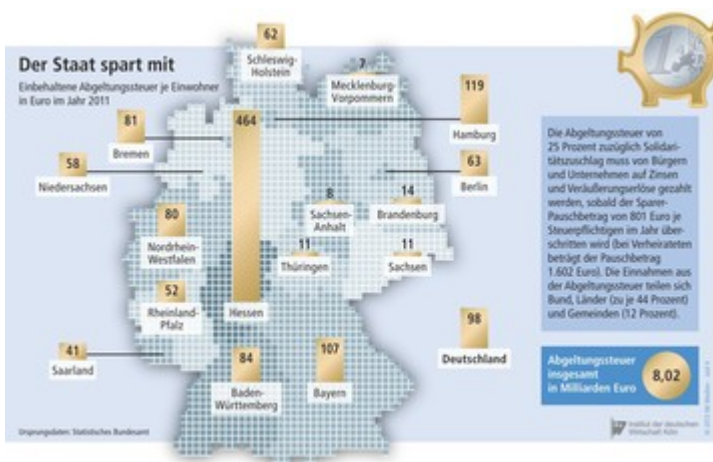 Der Staat spart mit
Einbehaltene Abgeltungssteuer je Einwohner
in Euro im Jahr 2011
62
Schleswig-
Holstein
7
Mecklenburg-
Vorpommern
119
Hamburg
81
Bremen
464
Hessen
58
Niedersachsen
63
Berlin
8
Sachsen-
Anhalt
14
Brandenburg
80
Nordrhein-
Westfalen
11
Thüringen
11
Sachsen
52
Rheinland-
Pfalz
41
Saarland
84
Baden-
Württemberg
107
Bayern
98
Deutschland
Die Abgeltungssteuer von
25 Prozent zuzüglich Solidari-
tätszuschlag muss von Bürgern
und Unternehmen auf Zinsen
und Veräußerungserlöse gezahlt
werden, sobald der Sparer-
Pauschbetrag von 801 Euro je
Steuerpflichtigen im Jahr über-
schritten wird (bei Verheirateten
beträgt der Pauschbetrag
1.602 Euro). Die Einnahmen aus
der Abgeltungssteuer teilen sich
Bund, Länder (zu je 44 Prozent)
und Gemeinden (12 Prozent).
Abgeltungssteuer
insgesamt
in Milliarden Euro
8,02
Ursprungsdaten: Statistisches Bundesamt
Institut der deutschen
Wirtschaft Köln